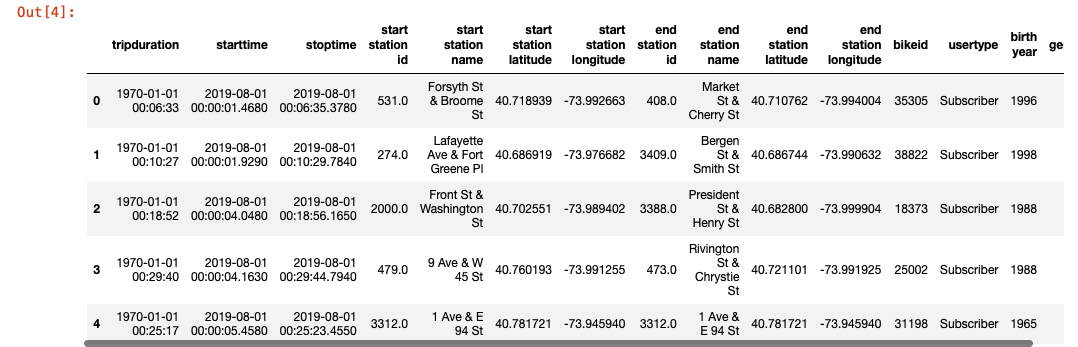 Out[4]:
tripduration starttime stoptime start station id start station name start station latitude start station longitude end station id end station name end station latitude end station longitude bikeid usertype birth year ge
0 1970-01-01 00:06:33 2019-08-01 00:00:01.4680 2019-08-01 00:06:35.3780 531.0 Forsyth St & Broome St 40.718939 -73.992663 408.0 Market St & Cherry St 40.710762 -73.994004 35305 Subscriber 1996
1 1970-01-01 00:10:27 2019-08-01 00:00:01.9290 2019-08-01 00:10:29.7840 274.0 Lafayette Ave & Fort Greene Pl 40.686919 -73.976682 3409.0 Bergen St & Smith St 40.686744 -73.990632 38822 Subscriber 1998
2 1970-01-01 00:18:52 2019-08-01 00:00:04.0480 2019-08-01 00:18:56.1650 2000.0 Front St & Washington St 40.702551 -73.989402 3388.0 President St & Henry St 40.682800 -73.999904 18373 Subscriber 1988
3 1970-01-01 00:29:40 2019-08-01 00:00:04.1630 2019-08-01 00:29:44.7940 479.0 9 Ave & W 45 St 40.760193 -73.991255 473.0 Rivington St & Chrystie St 40.721101 -73.991925 25002 Subscriber 1988
4 1970-01-01 00:25:17 2019-08-01 00:00:05.4580 2019-08-01 00:25:23.4550 3312.0 1 Ave & E 94 St 40.781721 -73.945940 3312.0 1 Ave & E 94 St 40.781721 -73.945940 31198 Subscriber 1965